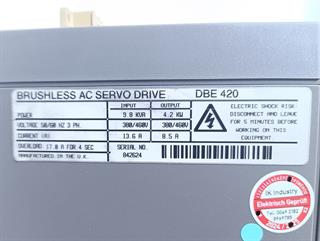 BRUSHLESS AC SERVO DRIVE DBE 420
INPUT OUTPUT
POWER 9.0 KVA 4.2 KW
VOLTAGE 50/60 HZ 3 PH. 380/460V 380/460V
CURRENT (A) 13.6 A 8.5 A
OVERLOAD: 17.0 A FOR 4 SEC SERIAL NO.
MANUFACTURED IN THE U.K. 042624
ELECTRIC SHOCK RISK
DISCONNECT AND LEAVE
FOR 5 MINUTES BEFORE
WORKING ON EQUIPMENT
IK Industry
Elektrisch Geprüft